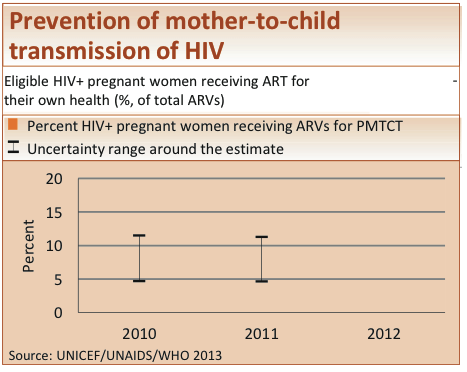 Prevention of mother-to-child
transmission of HIV
Eligible HIV+ pregnant women receiving ART for -
their own health (%, of total ARVs)
Percent HIV+ pregnant women receiving ARVs for PMTCT
Uncertainty range around the estimate
20
15
10
5
0
Percent
2010 2011 2012
Source: UNICEF/UNAIDS/WHO 2013